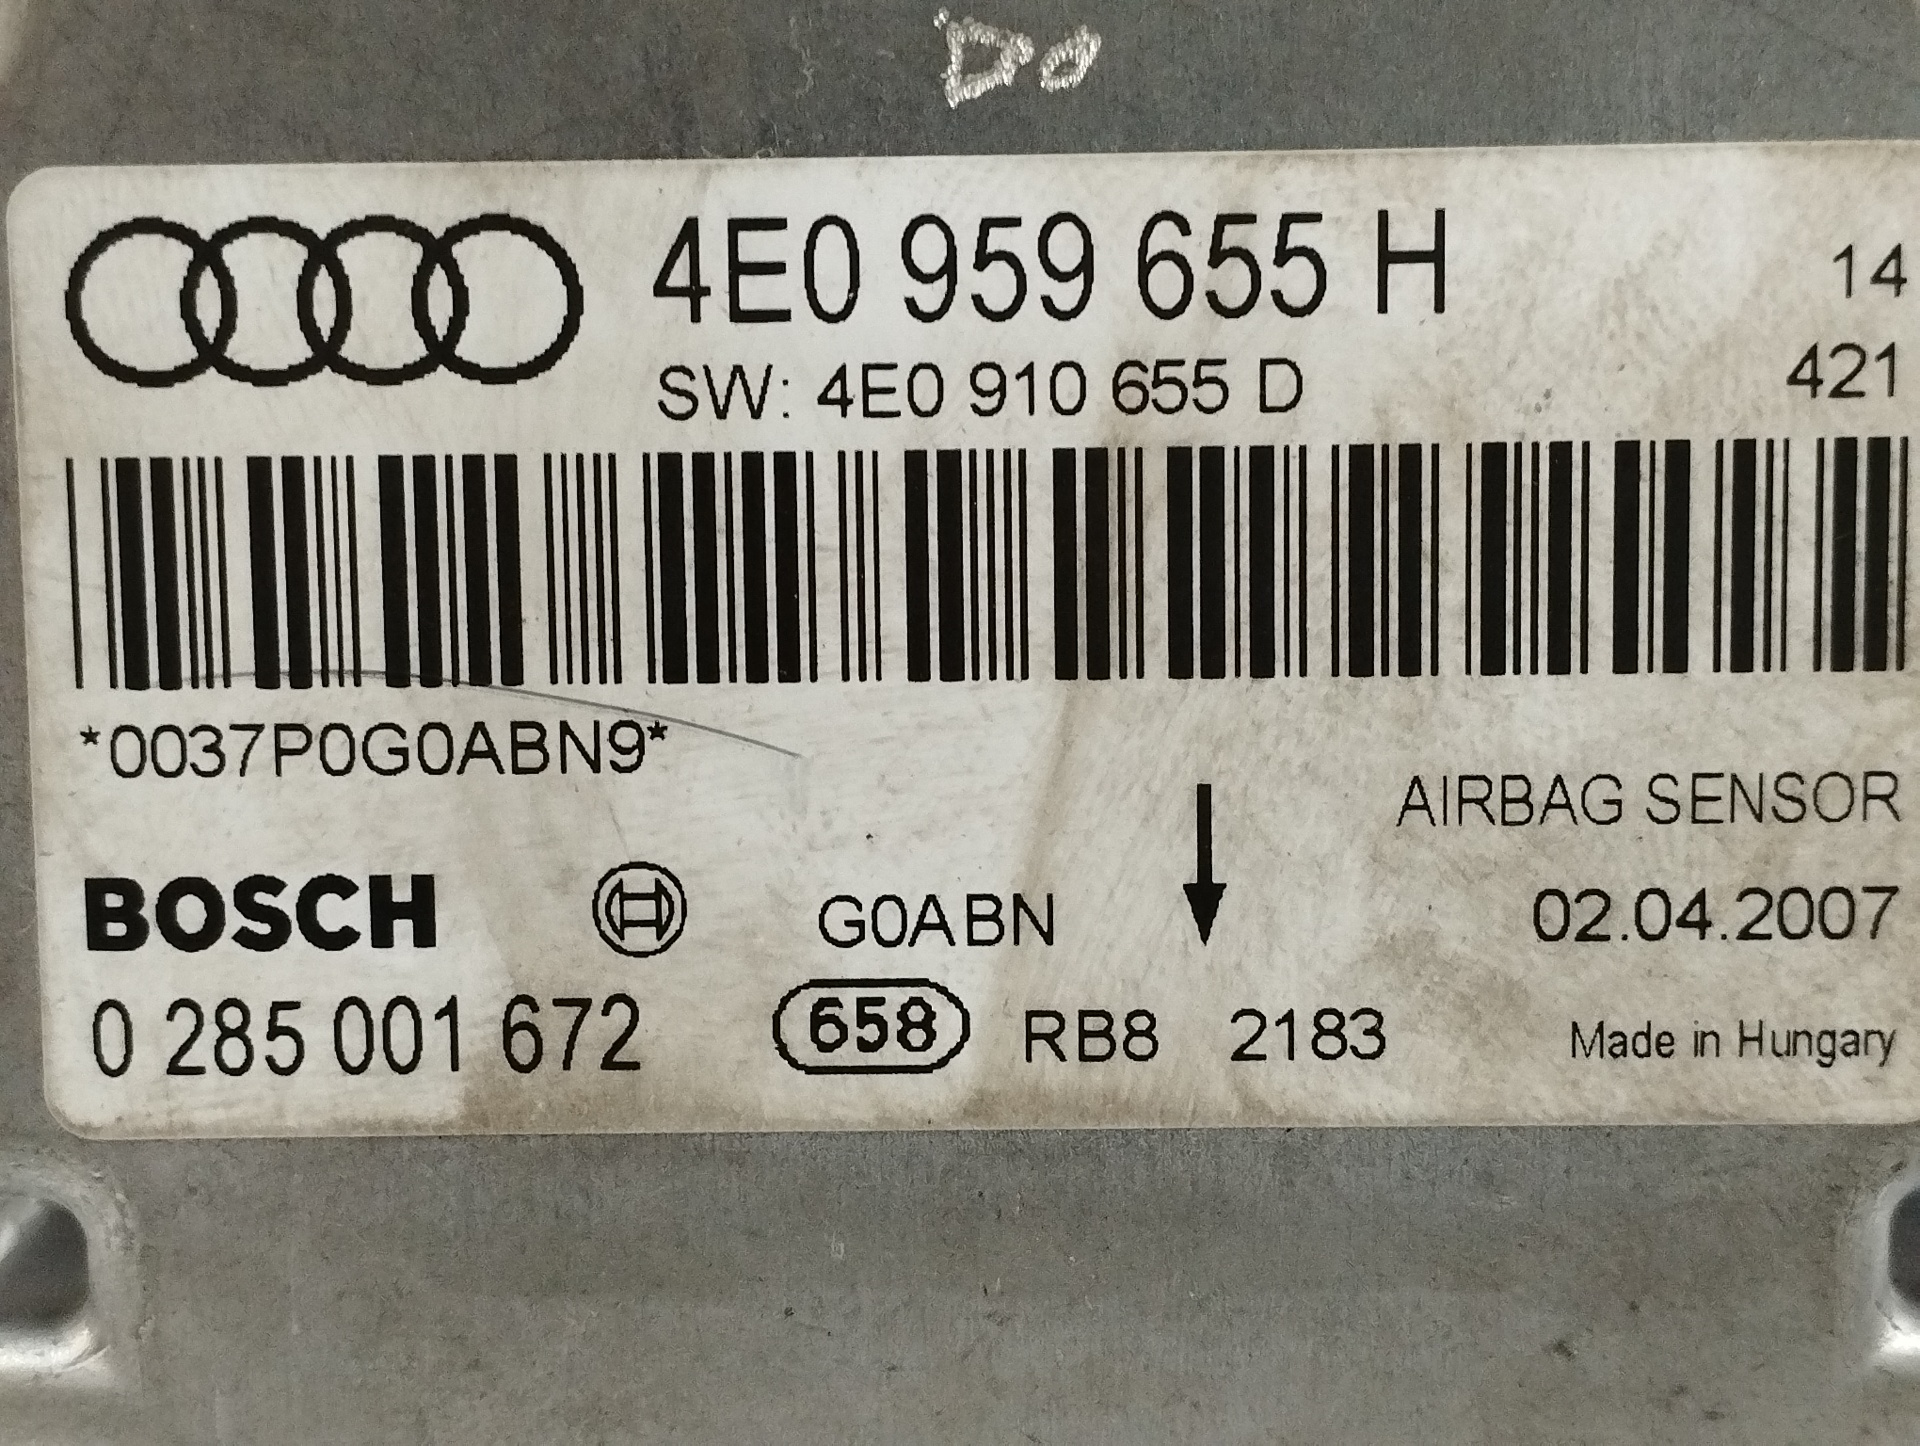 Do
4E0 959 655 H 14
SW: 4E0 910 655 D 421
*0037P0G0ABN9*
AIRBAG SENSOR
BOSCH G0ABN 02.04.2007
0 285 001 672 658 RB8 2183 Made in Hungary